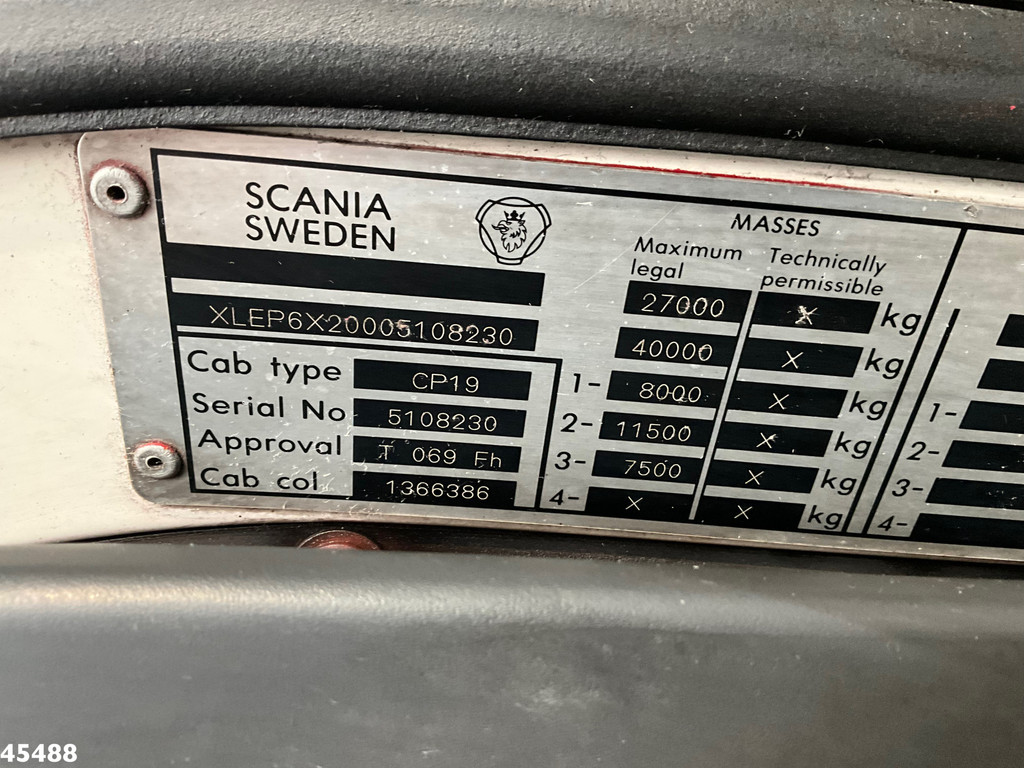 SCANIA
SWEDEN
XLEP6X20005108230
Cab type CP19
Serial No 5108230
Approval T 069 Fh
Cab col 1366386
MASSES
Maximum legal
Technically permissible
27000 X kg
40000 X kg
1- 8000 X kg
2- 11500 X kg
3- 7500 X kg
4- X X kg
1-
2-
3-
4-
45488